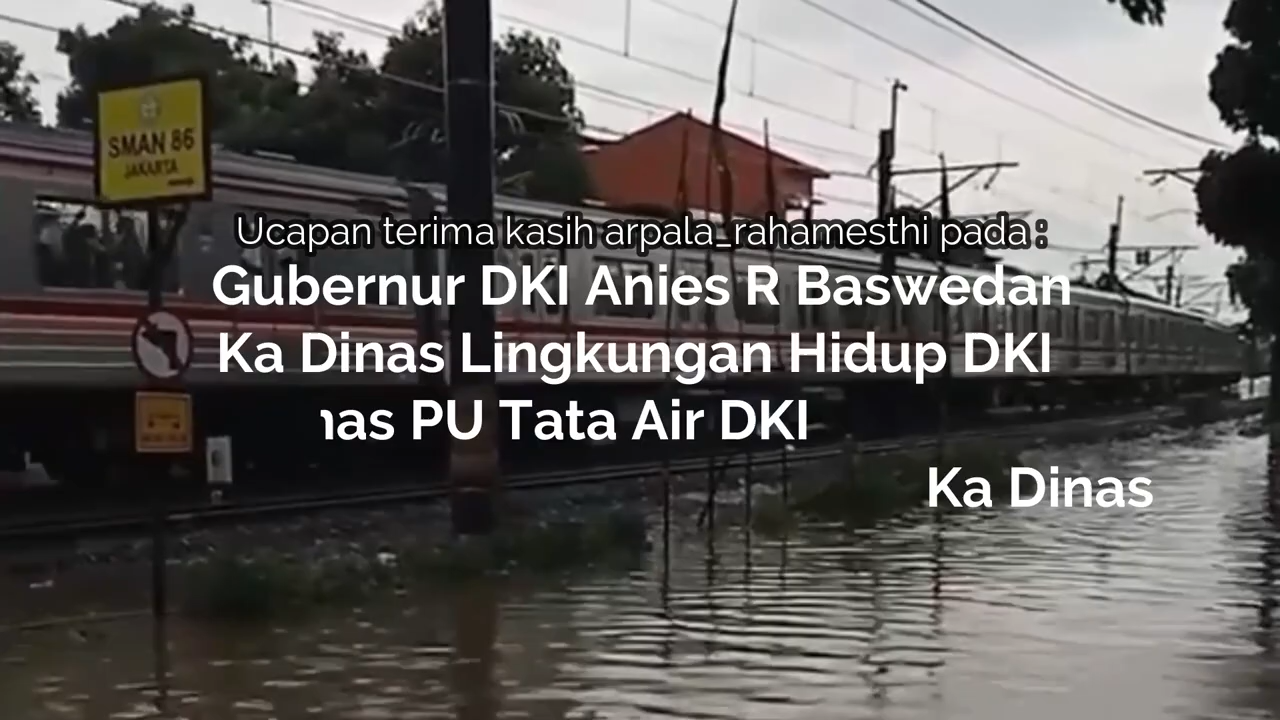 SMAN 86
JAKARTA
Ucapan terima kasih arpala_rahamesthi pada :
Gubernur DKI Anies R Baswedan
Ka Dinas Lingkungan Hidup DKI
nas PU Tata Air DKI
Ka Dinas